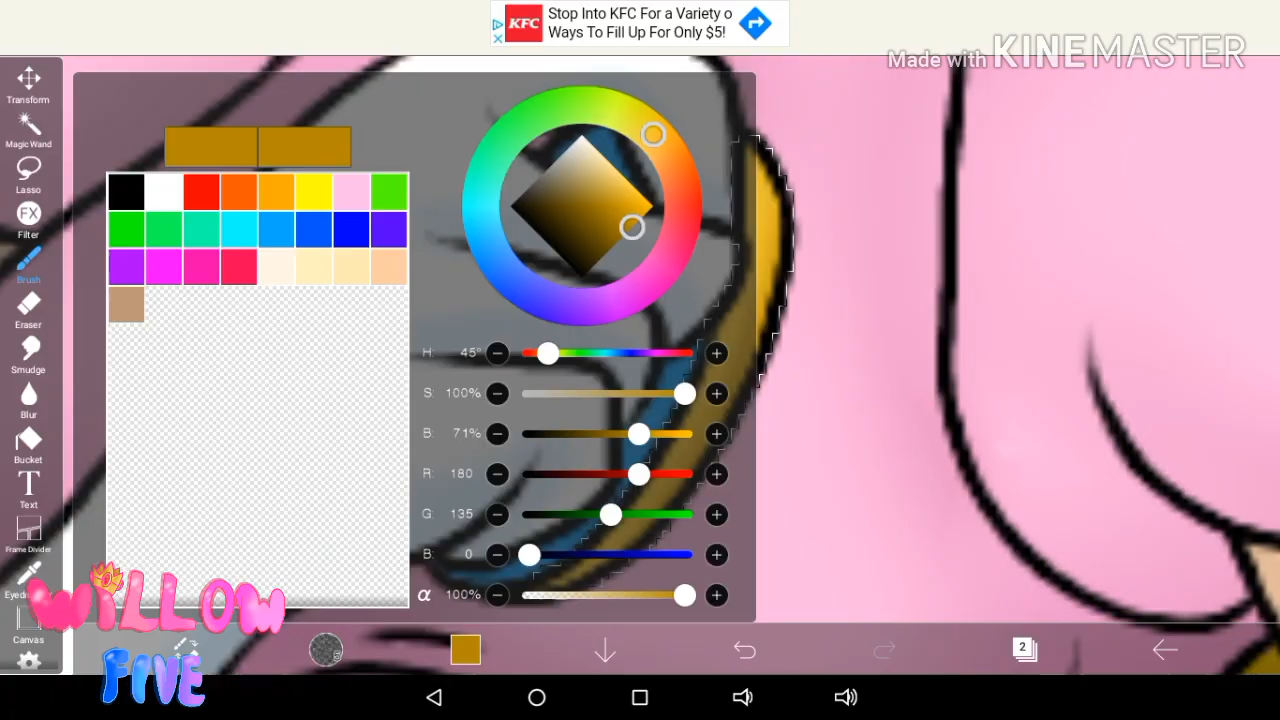 KFC
Stop Into KFC For a Variety o
Ways To Fill Up For Only $5!
Made with KINEMASTER
Transform
Magic Wand
Lasso
FX
Filter
Brush
Eraser
Smudge
Blur
Bucket
T
Text
Frame Divider
Canvas
H: 45°
S: 100%
B: 71%
R: 180
G: 135
B: 0
α 100%
2
WILLOW
FIVE